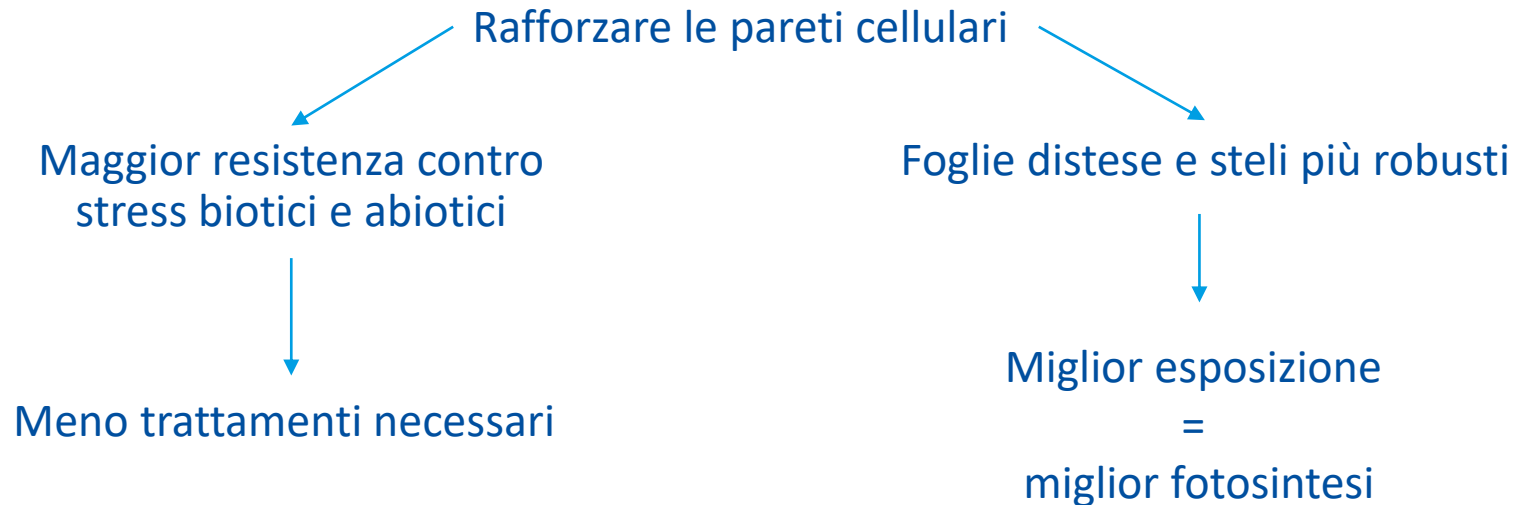 Rafforzare le pareti cellulari
Maggior resistenza contro
stress biotici e abiotici
Foglie distese e steli più robusti
Meno trattamenti necessari
Miglior esposizione
=
miglior fotosintesi